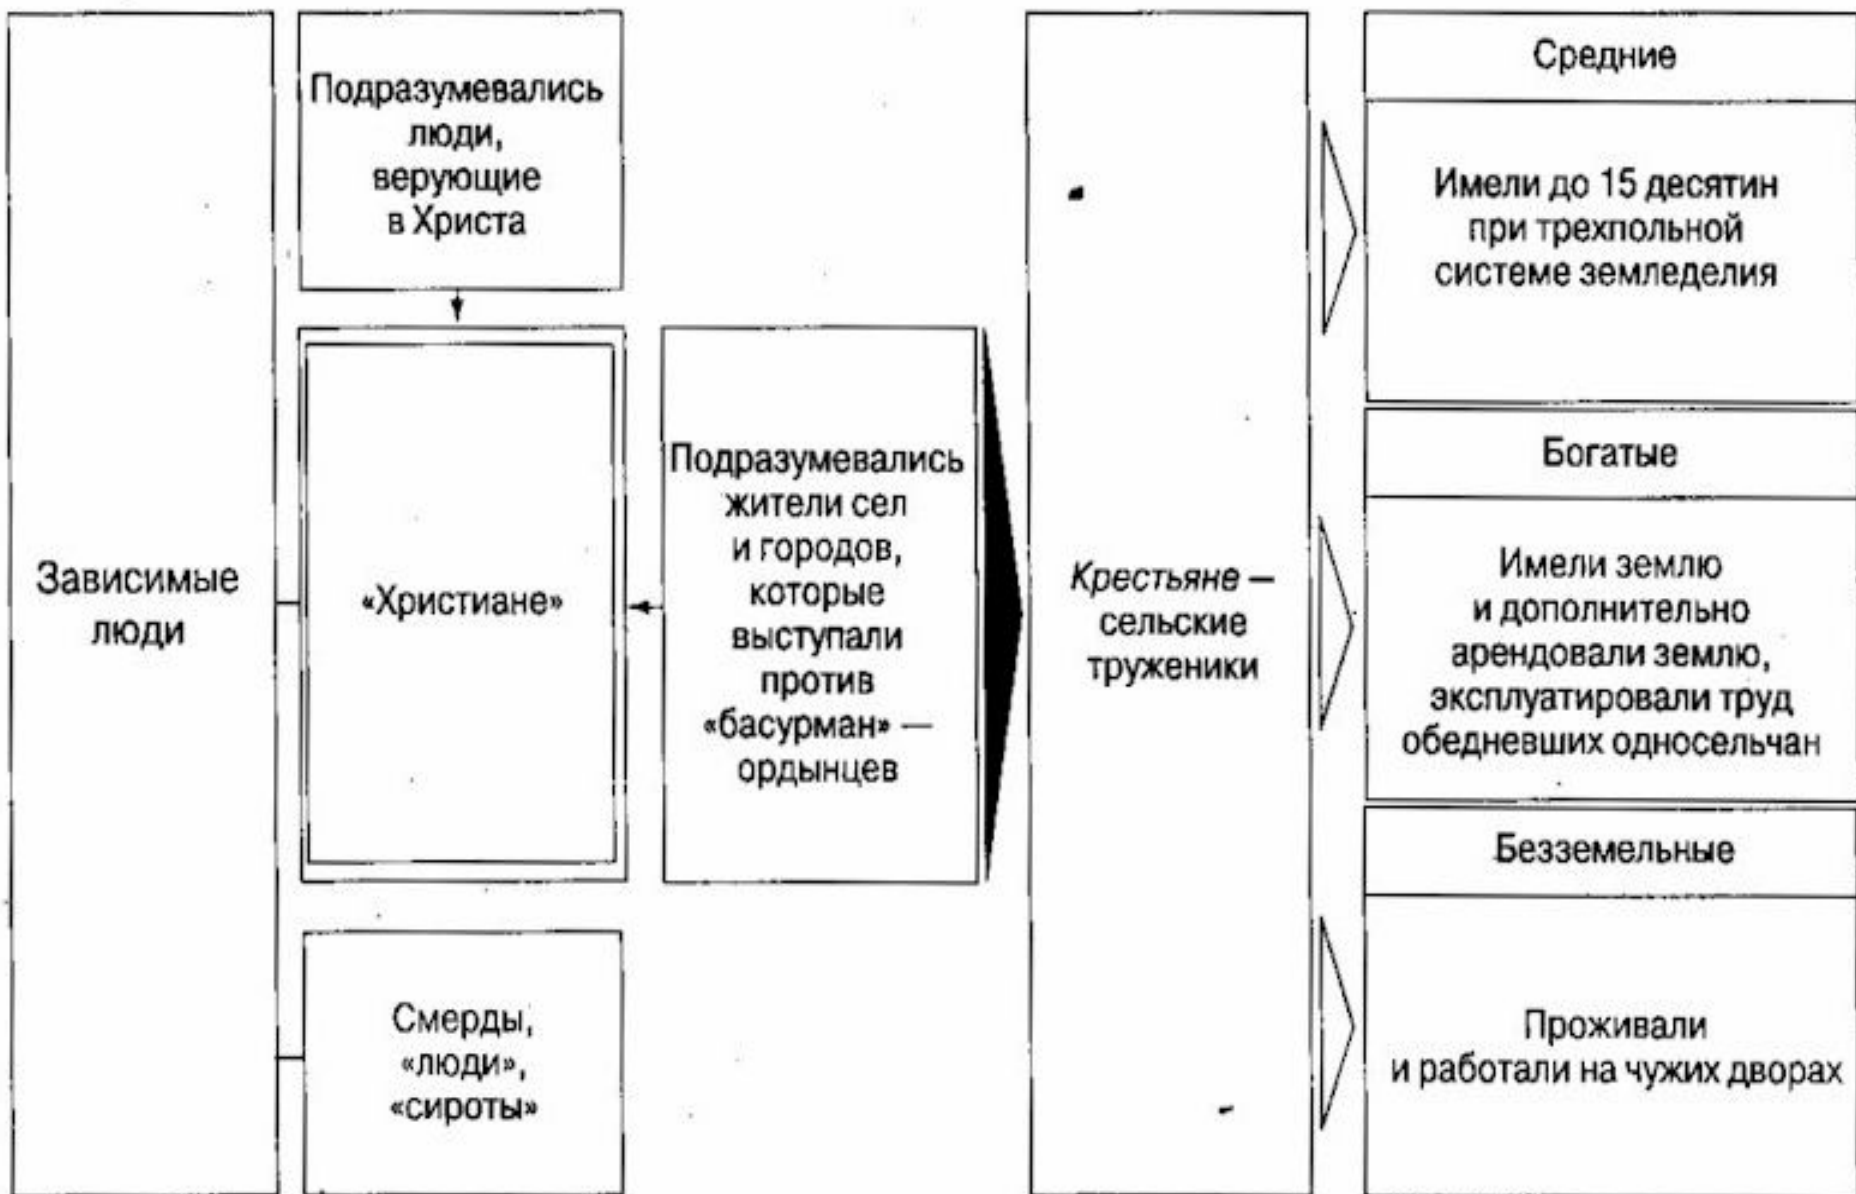 Зависимые
люди
Подразумевались
люди,
верующие
в Христа
«Христиане»
Смерды,
«люди»,
«сироты»
Подразумевались
жители сел
и городов,
которые
выступали
против
«басурман» —
ордынцев
Крестьяне —
сельские
труженики
Средние
Имели до 15 десятин
при трехпольной
системе земледелия
Богатые
Имели землю
и дополнительно
арендовали землю,
эксплуатировали труд
обедневших односельчан
Безземельные
Проживали
и работали на чужих дворах